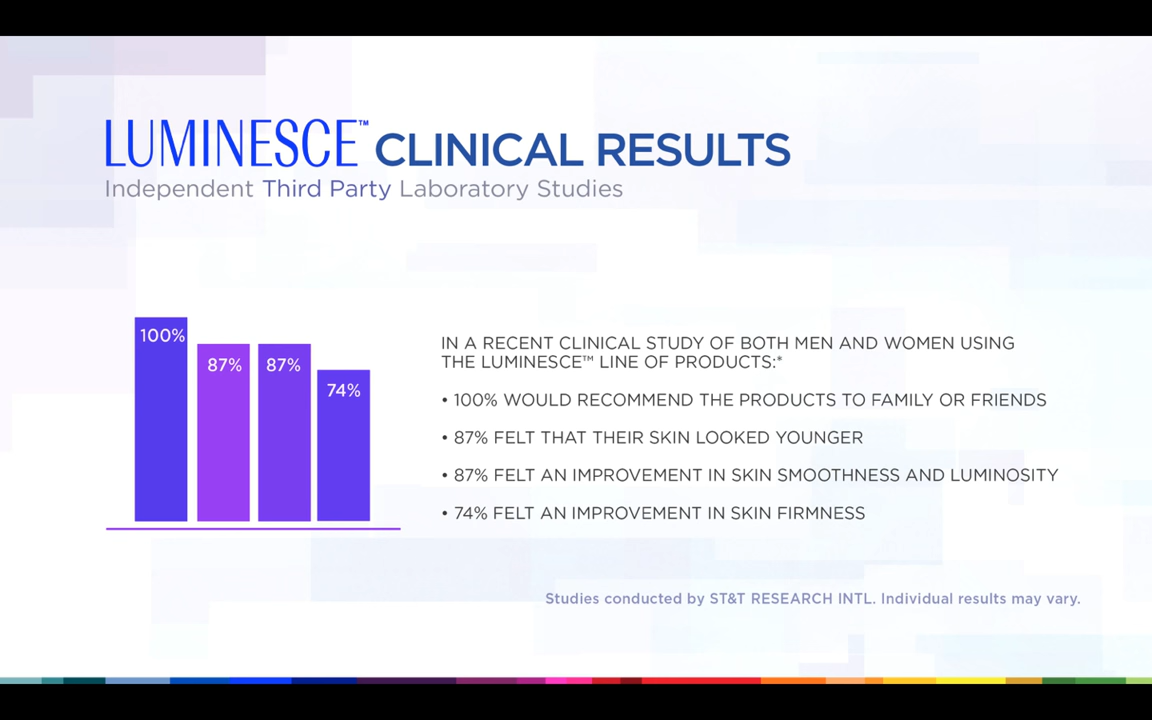 LUMINESCE™ CLINICAL RESULTS
Independent Third Party Laboratory Studies
100%
87%
87%
74%
IN A RECENT CLINICAL STUDY OF BOTH MEN AND WOMEN USING
THE LUMINESCE™ LINE OF PRODUCTS:*
• 100% WOULD RECOMMEND THE PRODUCTS TO FAMILY OR FRIENDS
• 87% FELT THAT THEIR SKIN LOOKED YOUNGER
• 87% FELT AN IMPROVEMENT IN SKIN SMOOTHNESS AND LUMINOSITY
• 74% FELT AN IMPROVEMENT IN SKIN FIRMNESS
Studies conducted by ST&T RESEARCH INTL. Individual results may vary.